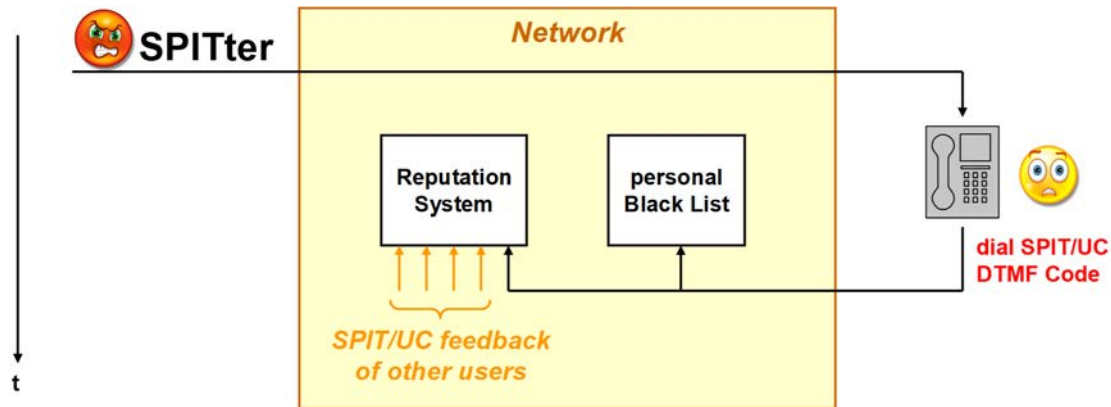 SPITter
Network
Reputation
System
personal
Black List
dial SPIT/UC
DTMF Code
SPIT/UC feedback
of other users
t